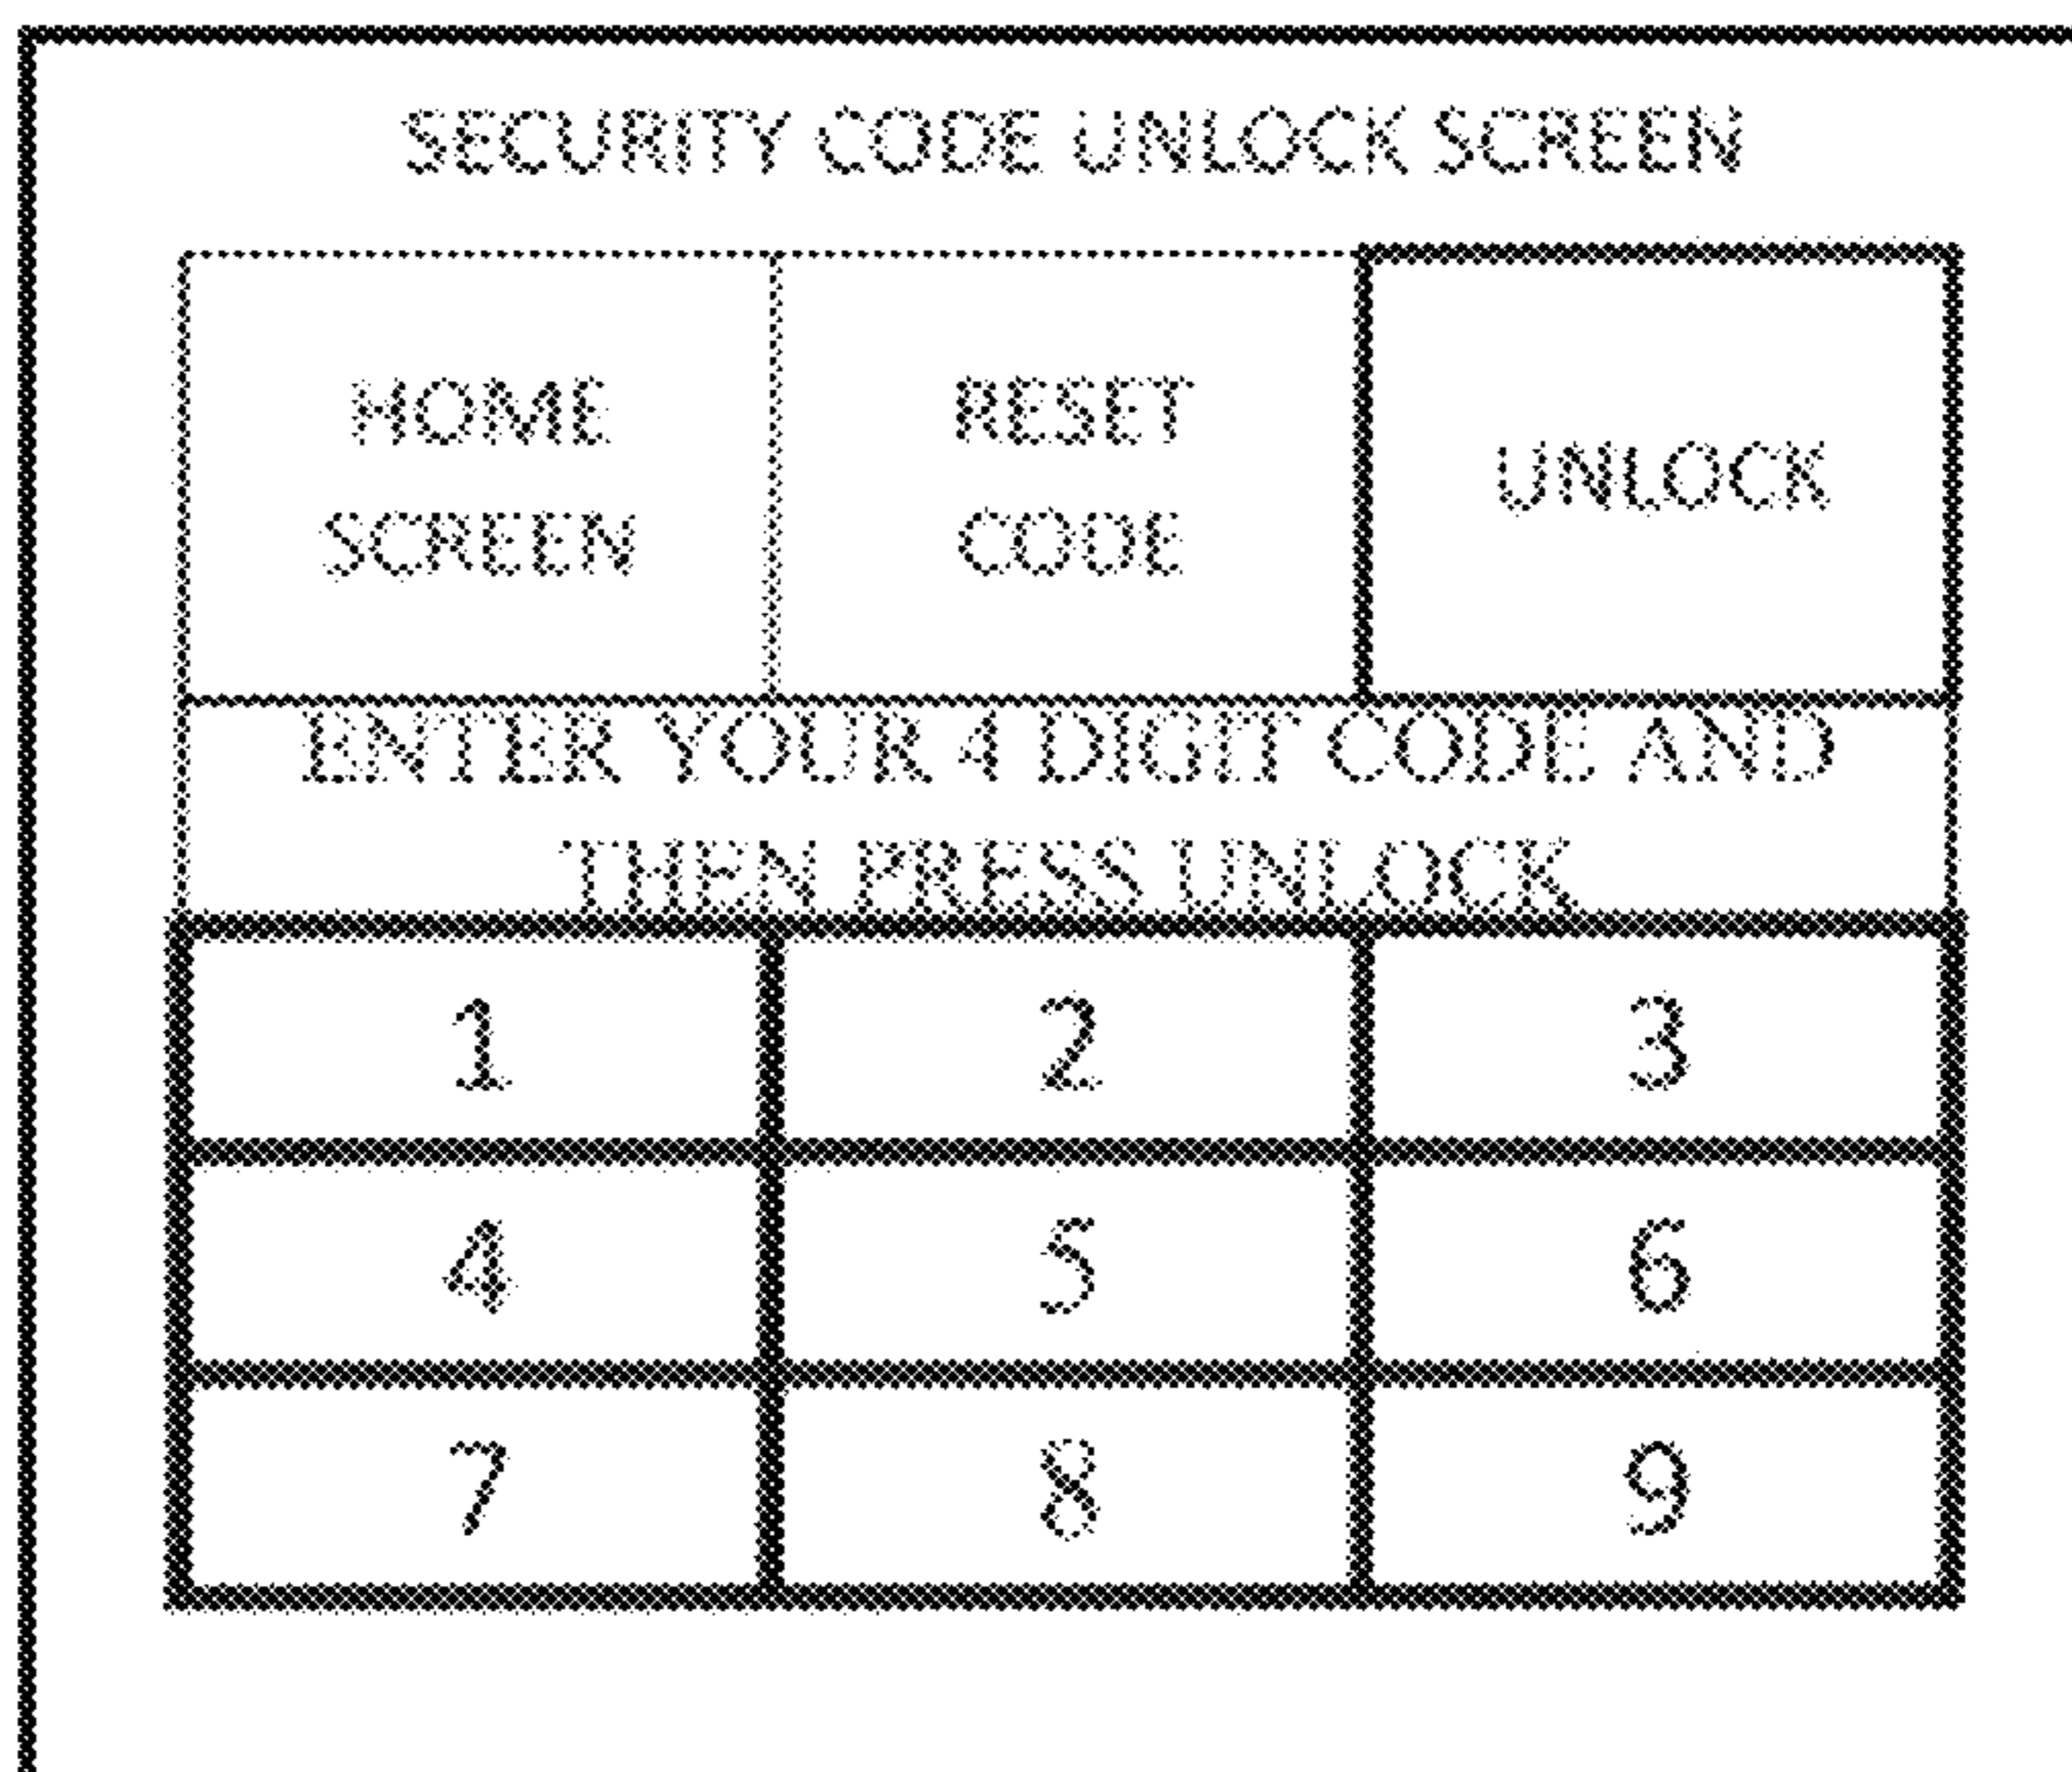 SECURITY CODE UNLOCK SCREEN
HOME
SCREEN
RESET
CODE
UNLOCK
ENTER YOUR 4 DIGIT CODE AND
THEN PRESS UNLOCK
1 2 3
4 5 6
7 8 9